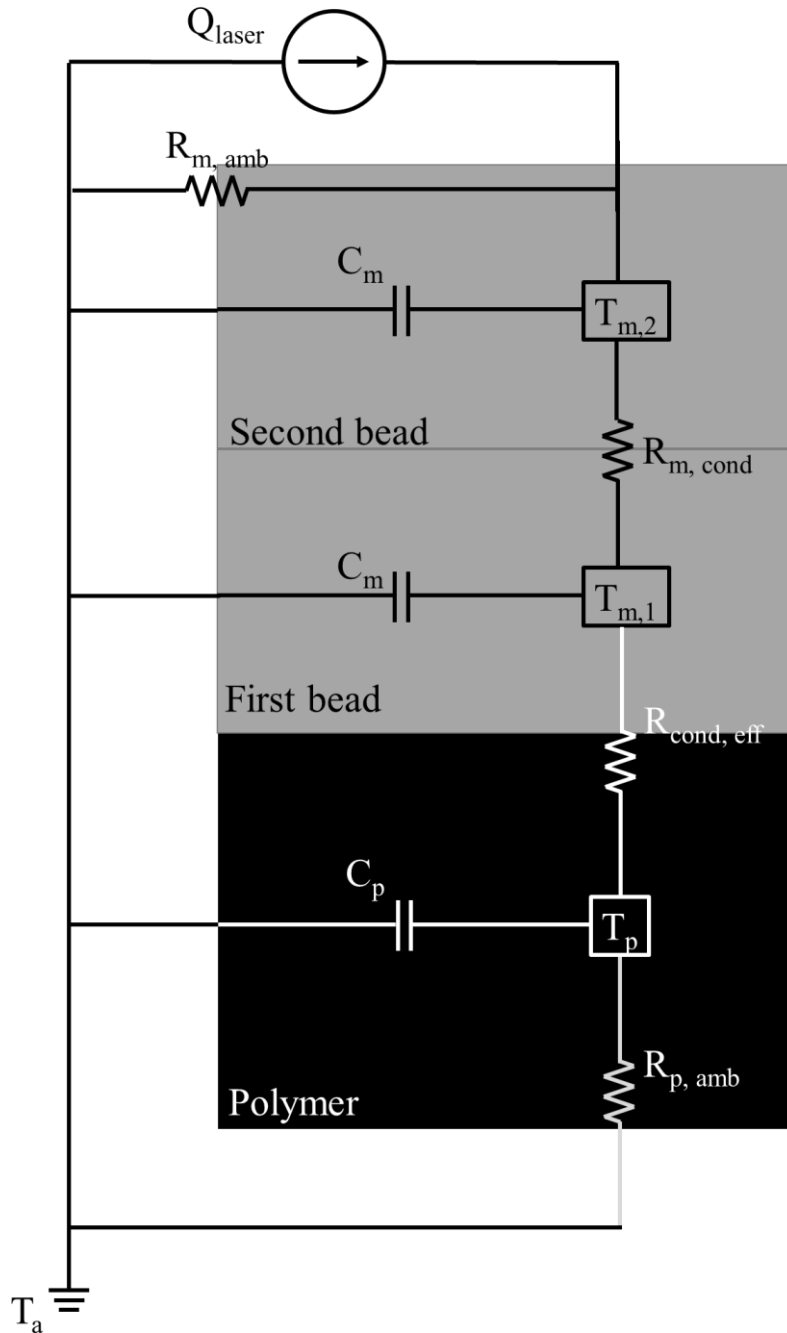 Q_laser
R_m, amb
C_m
T_m,2
Second bead
R_m, cond
C_m
T_m,1
First bead
R_cond, eff
C_p
T_p
R_p, amb
Polymer
T_a